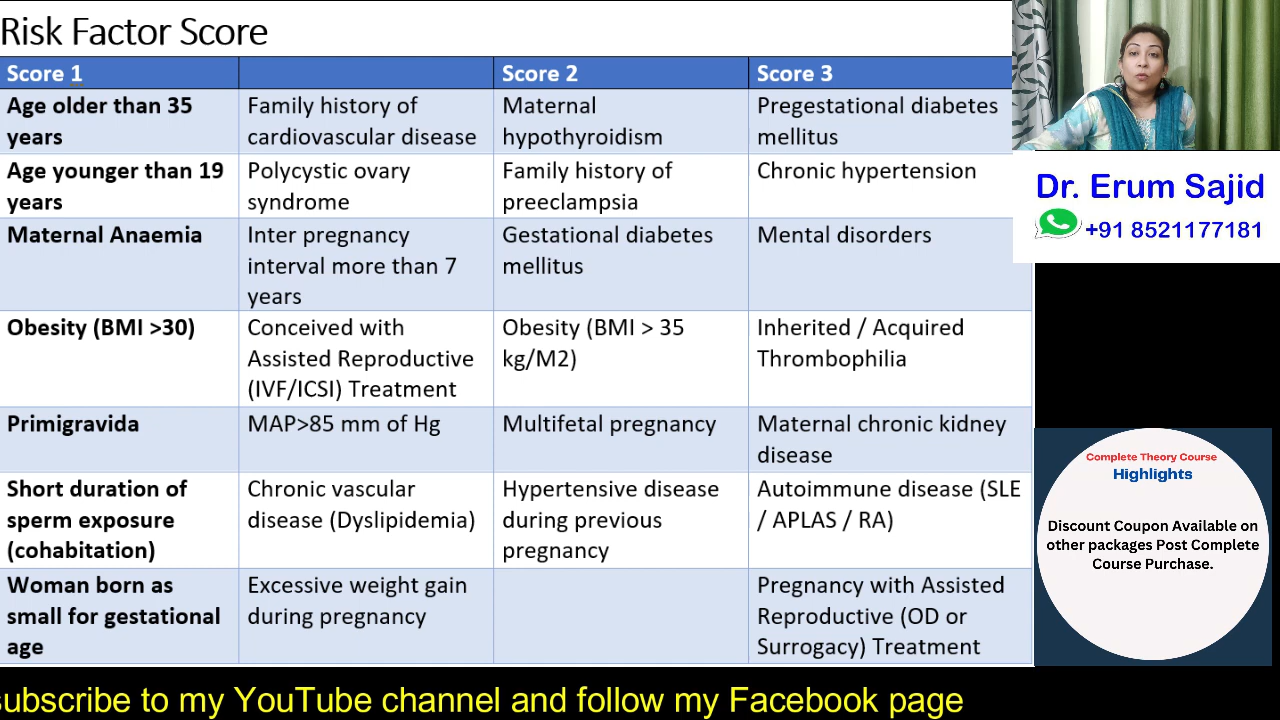 Risk Factor Score
Score 1
Score 2
Score 3
Age older than 35
years
Family history of
cardiovascular disease
Maternal
hypothyroidism
Pregestational diabetes
mellitus
Age younger than 19
years
Polycystic ovary
syndrome
Family history of
preeclampsia
Chronic hypertension
Maternal Anaemia
Inter pregnancy
interval more than 7
years
Gestational diabetes
mellitus
Mental disorders
Obesity (BMI >30)
Conceived with
Assisted Reproductive
(IVF/ICSI) Treatment
Obesity (BMI > 35
kg/M2)
Inherited / Acquired
Thrombophilia
Primigravida
MAP>85 mm of Hg
Multifetal pregnancy
Maternal chronic kidney
disease
Short duration of
sperm exposure
(cohabitation)
Chronic vascular
disease (Dyslipidemia)
Hypertensive disease
during previous
pregnancy
Autoimmune disease (SLE
/ APLAS / RA)
Woman born as
small for gestational
age
Excessive weight gain
during pregnancy
Pregnancy with Assisted
Reproductive (OD or
Surrogacy) Treatment
Dr. Erum Sajid
+91 8521177181
Complete Theory Course
Highlights
Discount Coupon Available on
other packages Post Complete
Course Purchase.
subscribe to my YouTube channel and follow my Facebook page